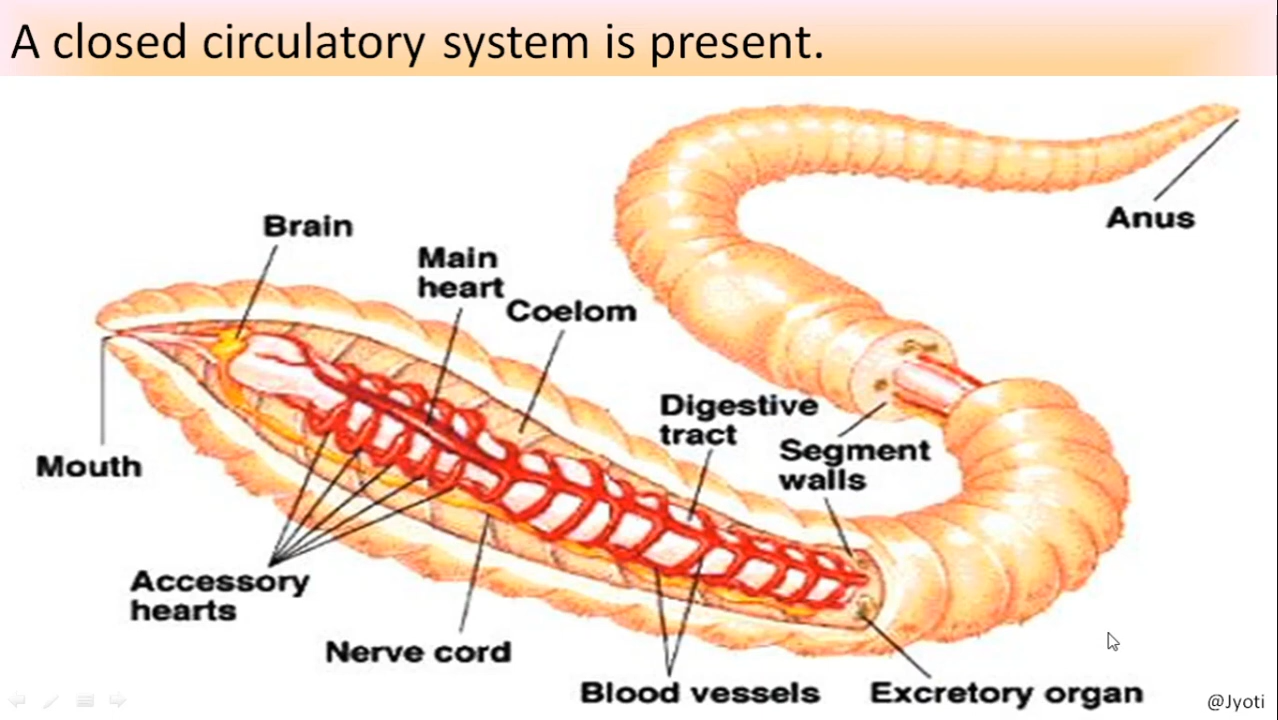 A closed circulatory system is present.
Anus
Brain
Main
heart
Coelom
Digestive
tract
Segment
walls
Mouth
Accessory
hearts
Nerve cord
Blood vessels
Excretory organ
@Jyoti